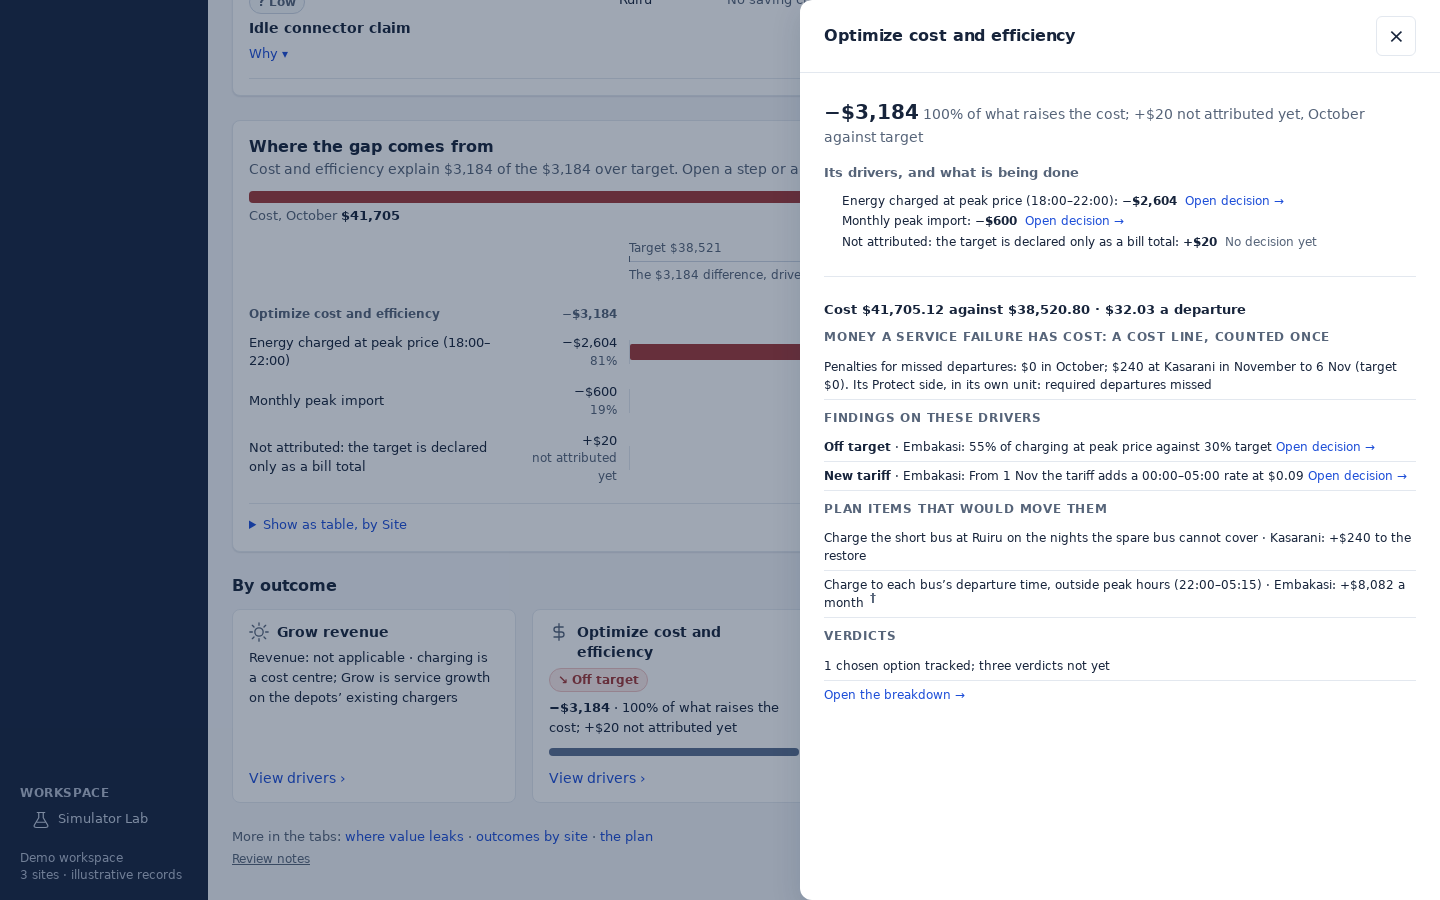 ? Low
Ruiru
Idle connector claim
Why ▾
Where the gap comes from
Cost and efficiency explain $3,184 of the $3,184 over target. Open a step or a
Cost, October $41,705
Target $38,521
The $3,184 difference, drive
Optimize cost and efficiency −$3,184
Energy charged at peak price (18:00–22:00) −$2,604
81%
Monthly peak import −$600
19%
Not attributed: the target is declared only as a bill total +$20
not attributed yet
▶ Show as table, by Site
By outcome
Grow revenue
Revenue: not applicable · charging is
a cost centre; Grow is service growth
on the depots’ existing chargers
View drivers ›
Optimize cost and
efficiency
↘ Off target
−$3,184 · 100% of what raises the
cost; +$20 not attributed yet
View drivers ›
More in the tabs: where value leaks · outcomes by site · the plan
Review notes
WORKSPACE
Simulator Lab
Demo workspace
3 sites · illustrative records
Optimize cost and efficiency
✕
−$3,184 100% of what raises the cost; +$20 not attributed yet, October
against target
Its drivers, and what is being done
Energy charged at peak price (18:00–22:00): −$2,604 Open decision →
Monthly peak import: −$600 Open decision →
Not attributed: the target is declared only as a bill total: +$20 No decision yet
Cost $41,705.12 against $38,520.80 · $32.03 a departure
MONEY A SERVICE FAILURE HAS COST: A COST LINE, COUNTED ONCE
Penalties for missed departures: $0 in October; $240 at Kasarani in November to 6 Nov (target
$0). Its Protect side, in its own unit: required departures missed
FINDINGS ON THESE DRIVERS
Off target · Embakasi: 55% of charging at peak price against 30% target Open decision →
New tariff · Embakasi: From 1 Nov the tariff adds a 00:00–05:00 rate at $0.09 Open decision →
PLAN ITEMS THAT WOULD MOVE THEM
Charge the short bus at Ruiru on the nights the spare bus cannot cover · Kasarani: +$240 to the
restore
Charge to each bus’s departure time, outside peak hours (22:00–05:15) · Embakasi: +$8,082 a
month †
VERDICTS
1 chosen option tracked; three verdicts not yet
Open the breakdown →